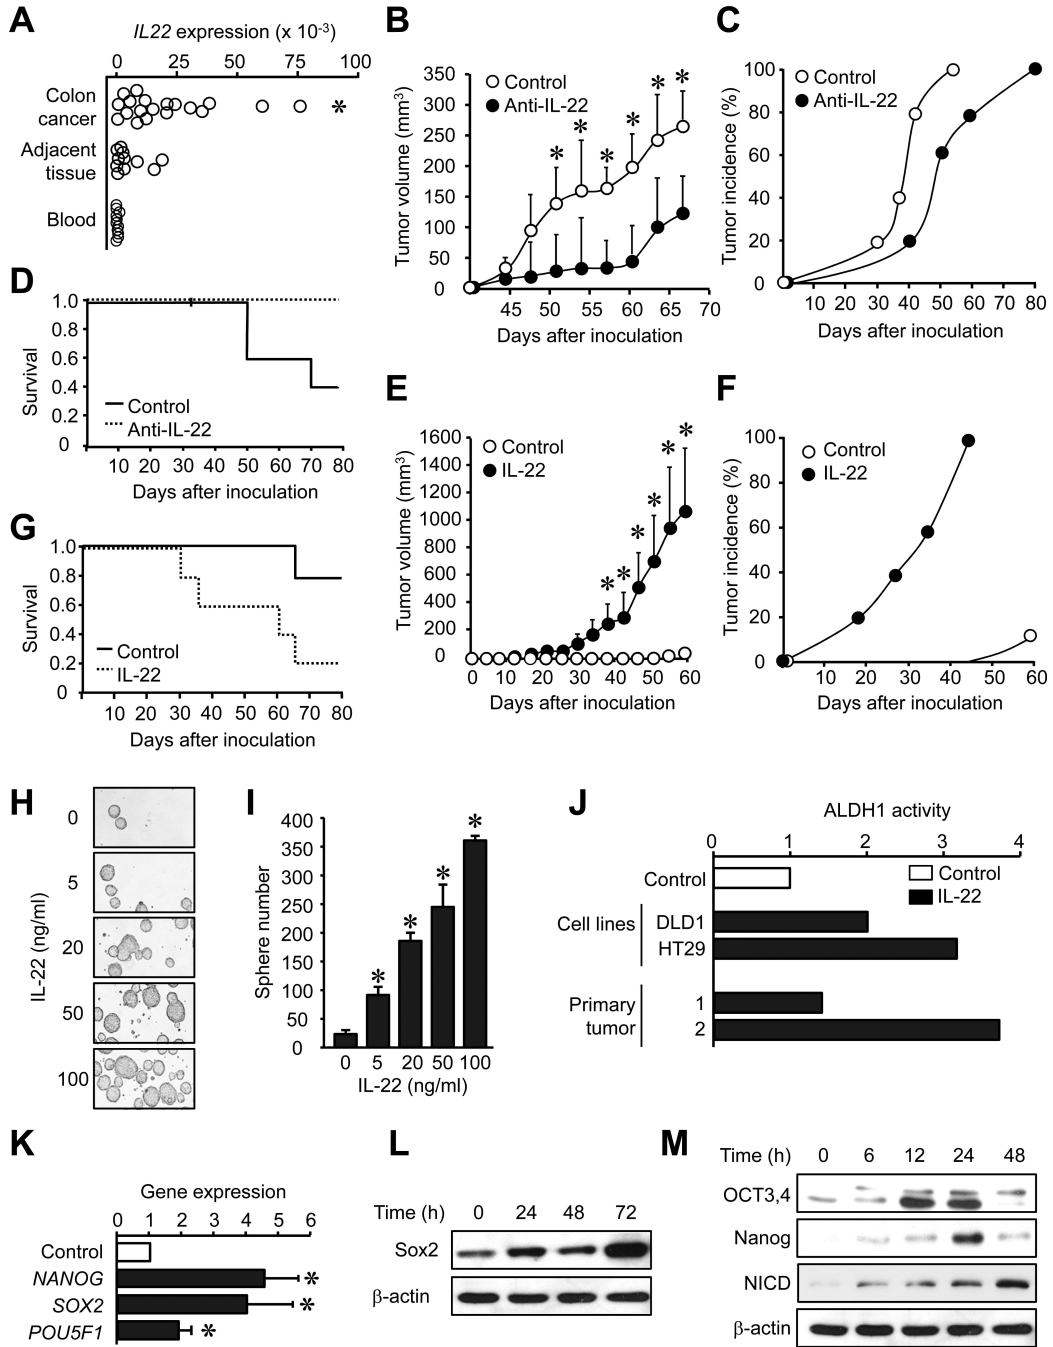 A
IL22 expression (x 10-3)
0 25 50 75 100
Colon
cancer
*
Adjacent
tissue
Blood
B
Tumor volume (mm3)
350
300
250
200
150
100
50
0
Control
Anti-IL-22
* * * * * *
45 50 55 60 65 70
Days after inoculation
C
Tumor incidence (%)
100
80
60
40
20
0
Control
Anti-IL-22
10 20 30 40 50 60 70 80
Days after inoculation
D
Survival
1.0
0.8
0.6
0.4
0.2
0
Control
Anti-IL-22
10 20 30 40 50 60 70 80
Days after inoculation
E
Tumor volume (mm3)
1600
1400
1200
1000
800
600
400
200
0
Control
IL-22
* * * * * *
0 10 20 30 40 50 60
Days after inoculation
F
Tumor incidence (%)
100
80
60
40
20
0
Control
IL-22
10 20 30 40 50 60
Days after inoculation
G
Survival
1.0
0.8
0.6
0.4
0.2
0
Control
IL-22
10 20 30 40 50 60 70 80
Days after inoculation
H
IL-22 (ng/ml)
0
5
20
50
100
I
Sphere number
400
350
300
250
200
150
100
50
0
* * * *
0 5 20 50 100
IL-22 (ng/ml)
J
ALDH1 activity
0 1 2 3 4
Control
IL-22
Control
Cell lines
DLD1
HT29
Primary
tumor
1
2
K
Gene expression
0 1 2 3 4 5 6
Control
NANOG *
SOX2 *
POU5F1 *
L
Time (h) 0 24 48 72
Sox2
β-actin
M
Time (h) 0 6 12 24 48
OCT3,4
Nanog
NICD
β-actin